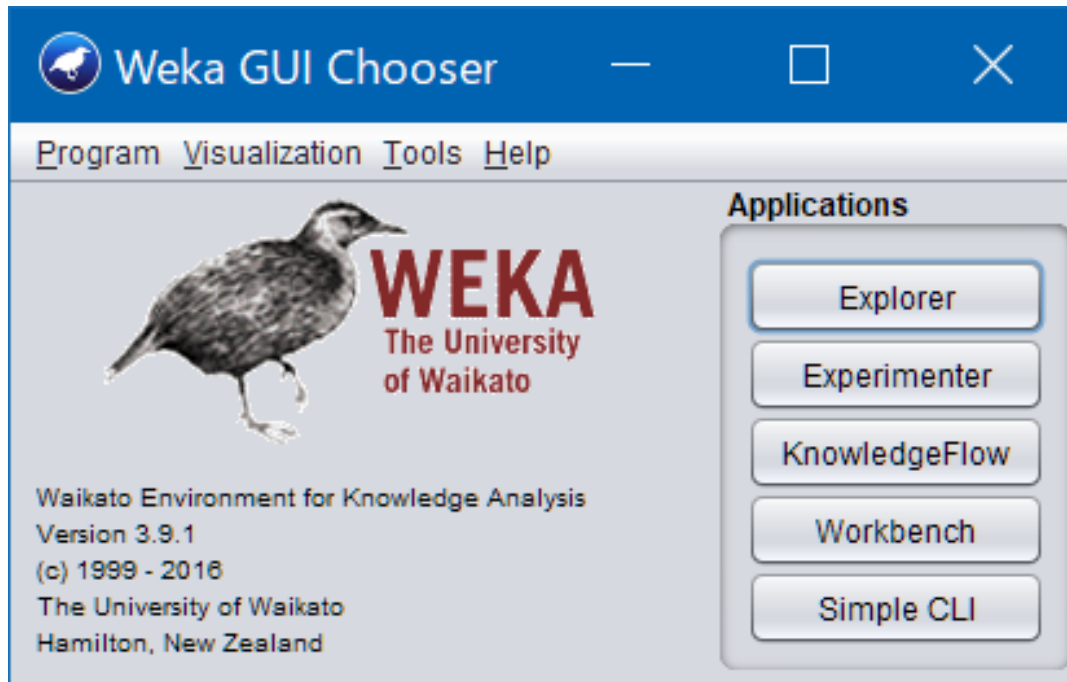 Weka GUI Chooser
Program Visualization Tools Help
WEKA
The University
of Waikato
Waikato Environment for Knowledge Analysis
Version 3.9.1
(c) 1999 - 2016
The University of Waikato
Hamilton, New Zealand
Applications
Explorer
Experimenter
KnowledgeFlow
Workbench
Simple CLI